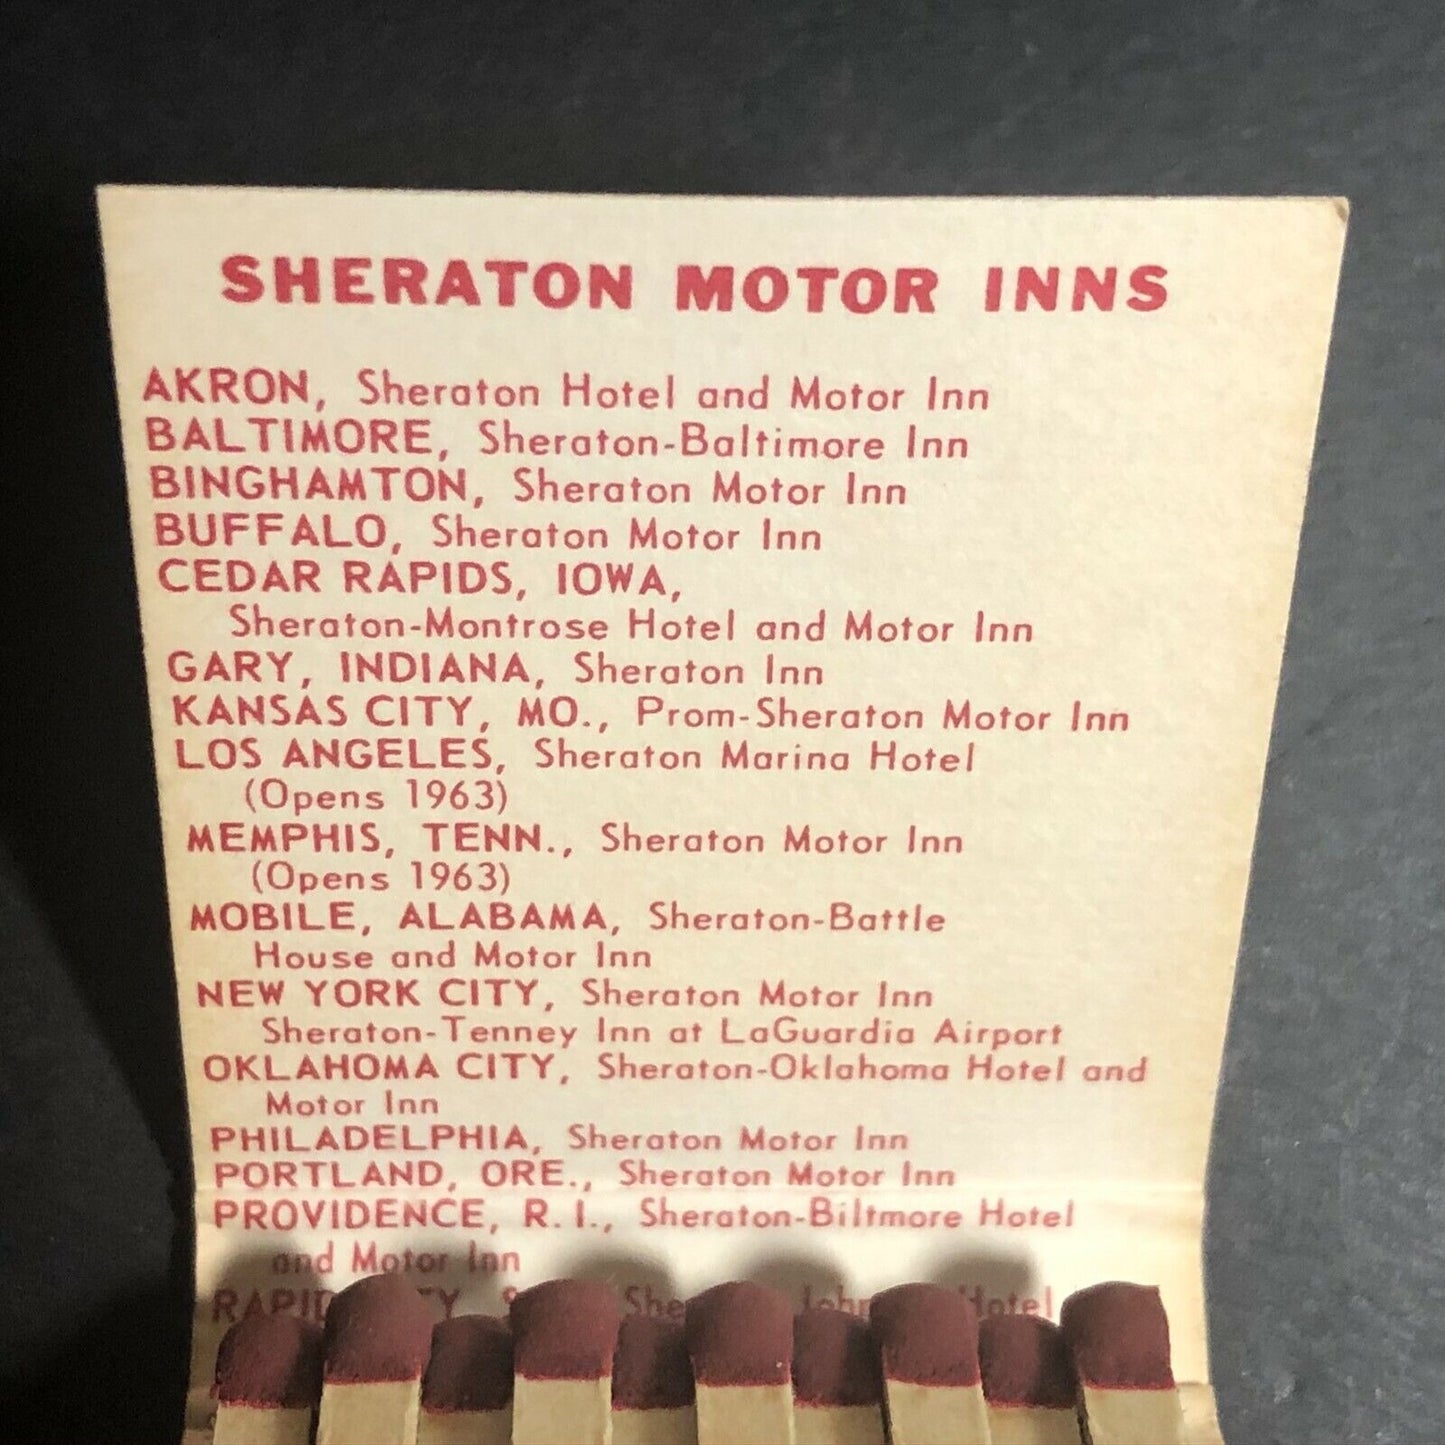 SHERATON MOTOR INNS
AKRON, Sheraton Hotel and Motor Inn
BALTIMORE, Sheraton-Baltimore Inn
BINGHAMTON, Sheraton Motor Inn
BUFFALO, Sheraton Motor Inn
CEDAR RAPIDS, IOWA,
Sheraton-Montrose Hotel and Motor Inn
GARY, INDIANA, Sheraton Inn
KANSAS CITY, MO., Prom-Sheraton Motor Inn
LOS ANGELES, Sheraton Marina Hotel
(Opens 1963)
MEMPHIS, TENN., Sheraton Motor Inn
(Opens 1963)
MOBILE, ALABAMA, Sheraton-Battle
House and Motor Inn
NEW YORK CITY, Sheraton Motor Inn
Sheraton-Tenney Inn at LaGuardia Airport
OKLAHOMA CITY, Sheraton-Oklahoma Hotel and
Motor Inn
PHILADELPHIA, Sheraton Motor Inn
PORTLAND, ORE., Sheraton Motor Inn
PROVIDENCE, R. I., Sheraton-Biltmore Hotel
and Motor Inn
Hotel